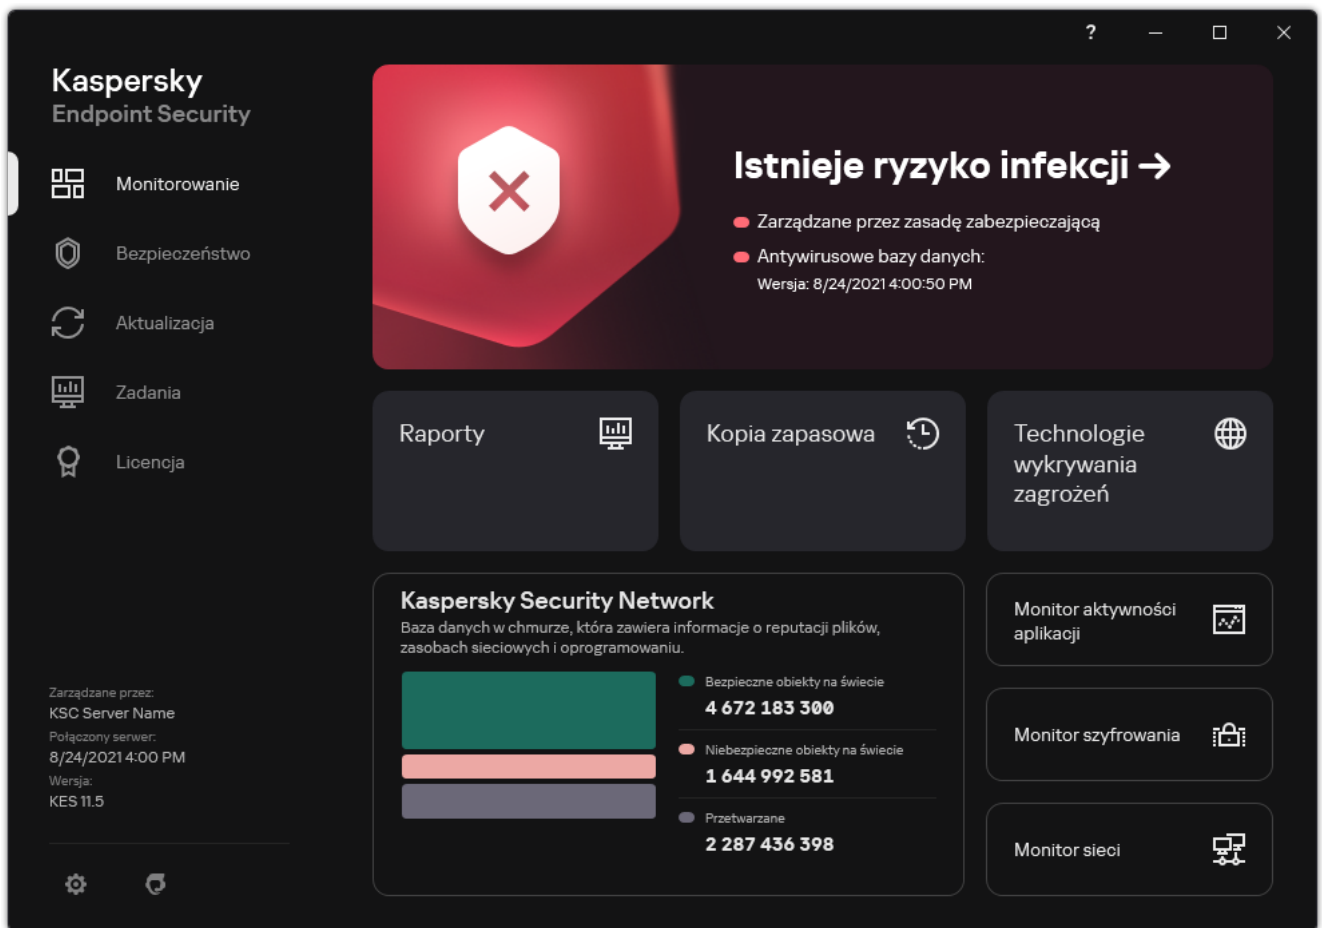 ?
Kaspersky
Endpoint Security
Monitorowanie
Bezpieczeństwo
Aktualizacja
Zadania
Licencja
Zarządzane przez:
KSC Server Name
Połączony serwer:
8/24/2021 4:00 PM
Wersja:
KES 11.5
Istnieje ryzyko infekcji →
Zarządzane przez zasadę zabezpieczającą
Antywirusowe bazy danych:
Wersja: 8/24/2021 4:00:50 PM
Raporty
Kopia zapasowa
Technologie
wykrywania
zagrożeń
Kaspersky Security Network
Baza danych w chmurze, która zawiera informacje o reputacji plików,
zasobach sieciowych i oprogramowaniu.
Bezpieczne obiekty na świecie
4 672 183 300
Niebezpieczne obiekty na świecie
1 644 992 581
Przetwarzane
2 287 436 398
Monitor aktywności
aplikacji
Monitor szyfrowania
Monitor sieci